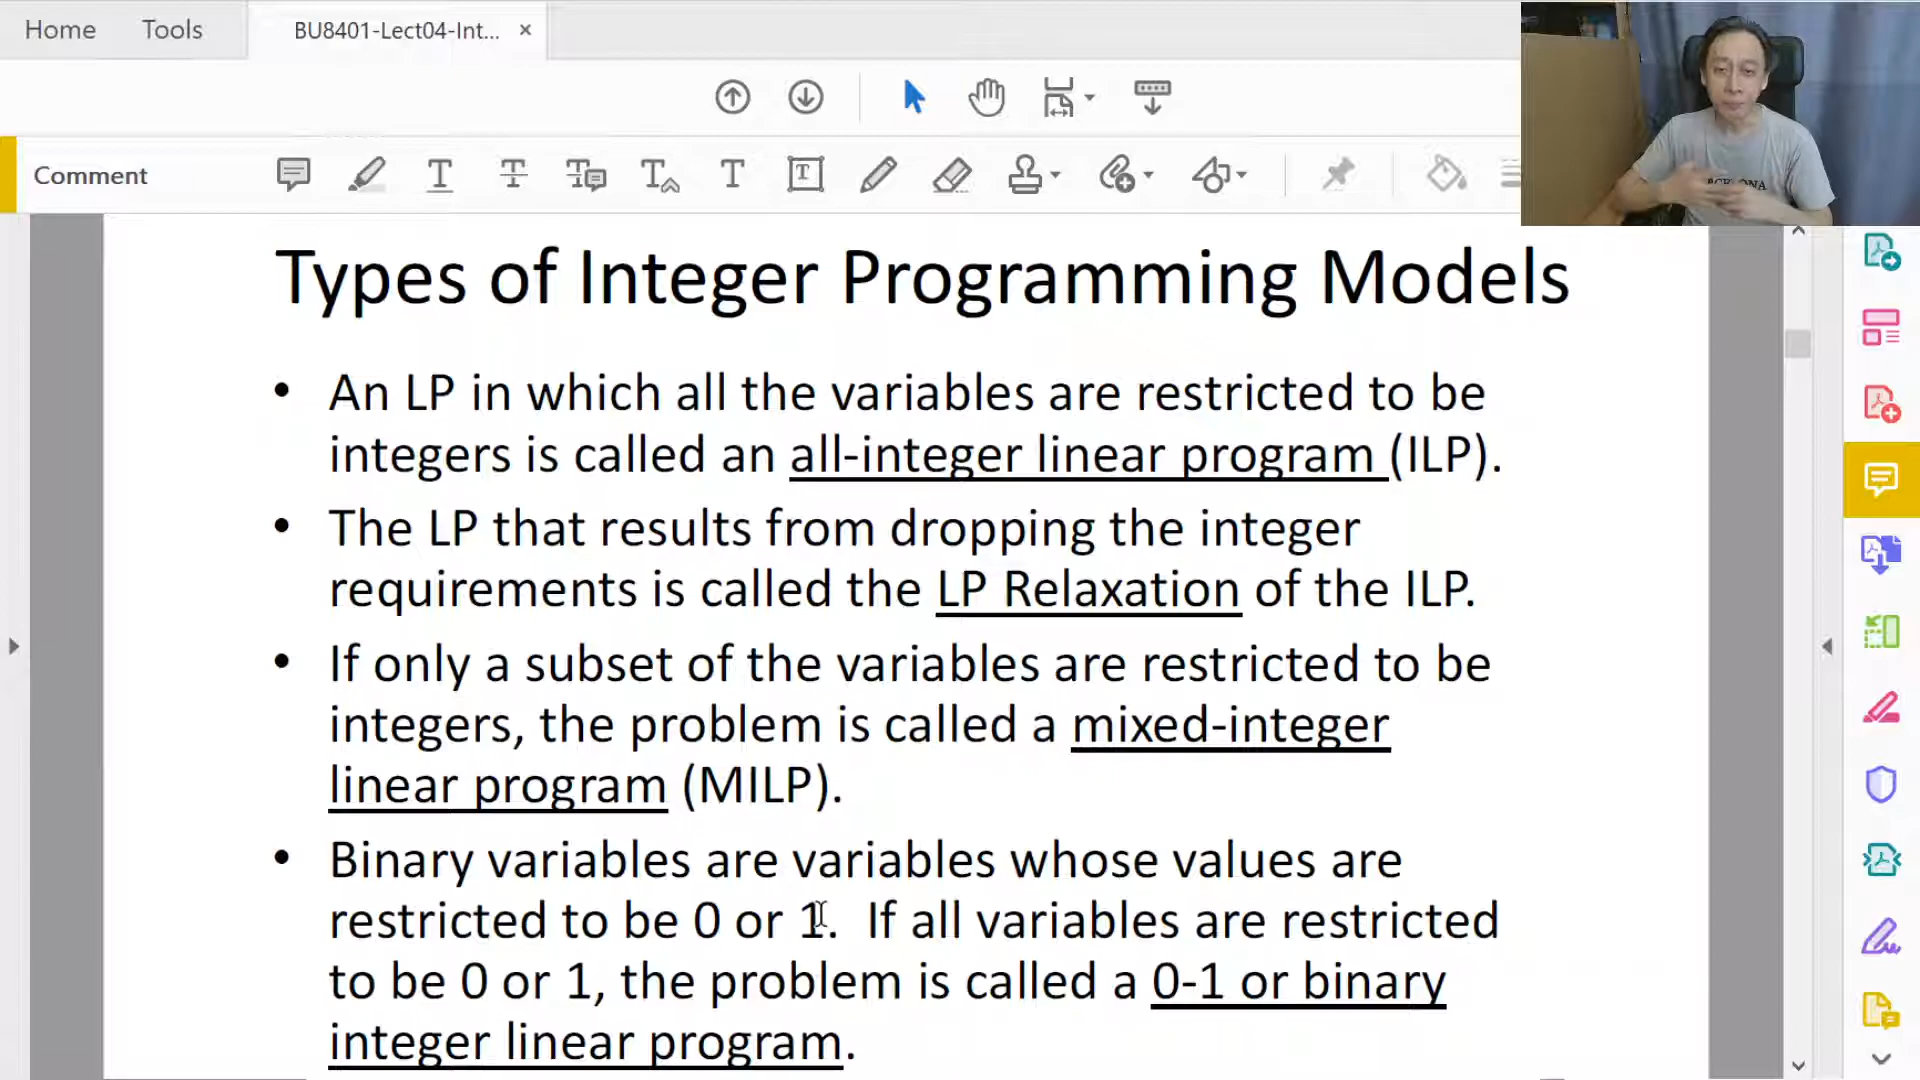 Home
Tools
BU8401-Lect04-Int...
Comment
Types of Integer Programming Models
• An LP in which all the variables are restricted to be
integers is called an all-integer linear program (ILP).
• The LP that results from dropping the integer
requirements is called the LP Relaxation of the ILP.
• If only a subset of the variables are restricted to be
integers, the problem is called a mixed-integer
linear program (MILP).
• Binary variables are variables whose values are
restricted to be 0 or 1.  If all variables are restricted
to be 0 or 1, the problem is called a 0-1 or binary
integer linear program.